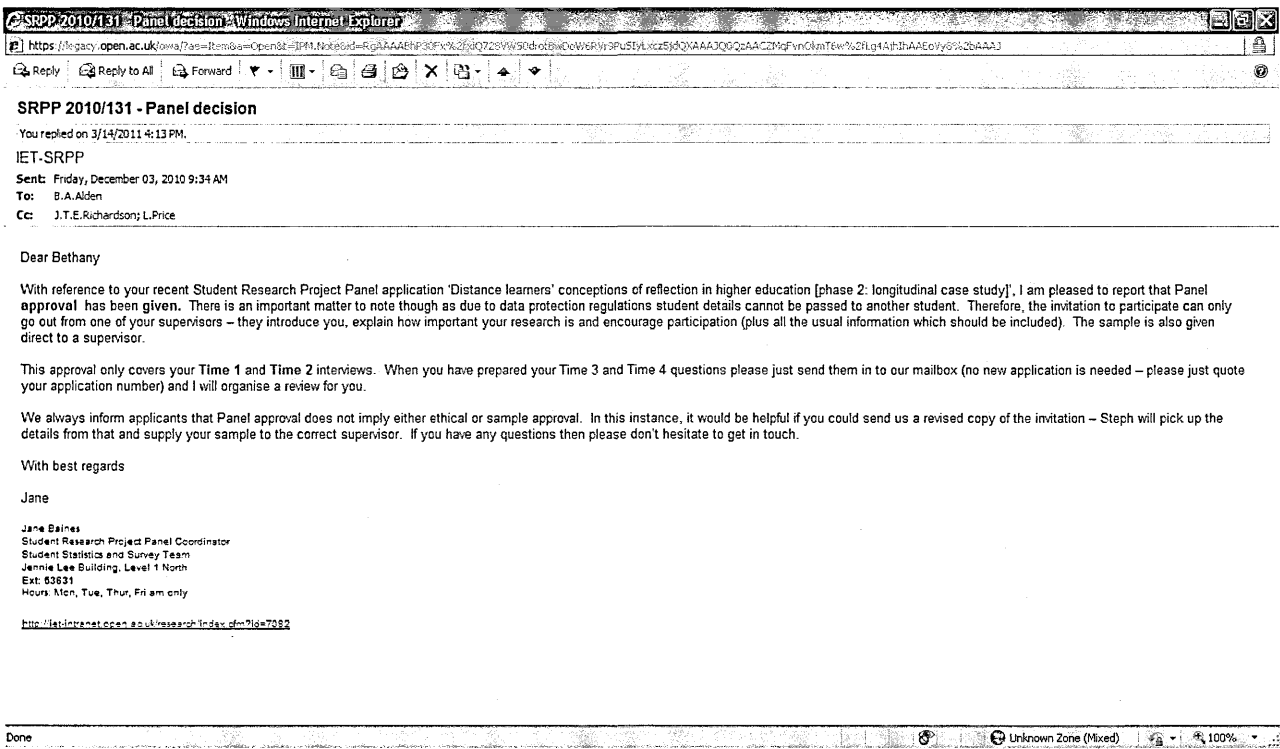 SRPP 2010/131 - Panel decision - Windows Internet Explorer
Reply Reply to All Forward
SRPP 2010/131 - Panel decision
You replied on 3/14/2011 4:13 PM.
IET-SRPP
Sent: Friday, December 03, 2010 9:34 AM
To: B.A.Alden
Cc: J.T.E.Richardson; L.Price
Dear Bethany
With reference to your recent Student Research Project Panel application 'Distance learners' conceptions of reflection in higher education [phase 2: longitudinal case study]', I am pleased to report that Panel
approval has been given. There is an important matter to note though as due to data protection regulations student details cannot be passed to another student. Therefore, the invitation to participate can only
go out from one of your supervisors – they introduce you, explain how important your research is and encourage participation (plus all the usual information which should be included). The sample is also given
direct to a supervisor.
This approval only covers your Time 1 and Time 2 interviews. When you have prepared your Time 3 and Time 4 questions please just send them in to our mailbox (no new application is needed – please just quote
your application number) and I will organise a review for you.
We always inform applicants that Panel approval does not imply either ethical or sample approval. In this instance, it would be helpful if you could send us a revised copy of the invitation – Steph will pick up the
details from that and supply your sample to the correct supervisor. If you have any questions then please don't hesitate to get in touch.
With best regards
Jane
Jane Baines
Student Research Project Panel Coordinator
Student Statistics and Survey Team
Jennie Lee Building, Level 1 North
Ext: 53631
Hours: Mon, Tue, Thur, Fri am only
http://iet-intranet.open.ac.uk/research/index.cfm?id=7082
Done Unknown Zone (Mixed) 100%